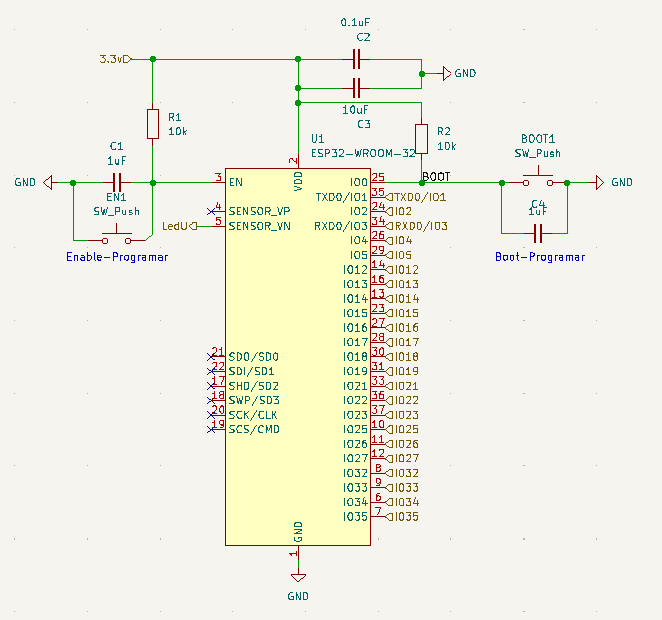 0.1uF
C2
3.3v
GND
10uF
C3
R1
10k
R2
10k
C1
1uF
U1
ESP32-WROOM-32
BOOT1
SW_Push
GND
EN1
SW_Push
Enable-Programar
BOOT
GND
C4
1uF
Boot-Programar
LedU
2
VDD
3 EN
4 SENSOR_VP
5 SENSOR_VN
21 SDO/SD0
22 SDI/SD1
17 SHD/SD2
18 SWP/SD3
20 SCK/CLK
19 SCS/CMD
IO0 25
TXD0/IO1 35 TXD0/IO1
IO2 24 IO2
RXD0/IO3 34 RXD0/IO3
IO4 26 IO4
IO5 29 IO5
IO12 14 IO12
IO13 16 IO13
IO14 13 IO14
IO15 23 IO15
IO16 27 IO16
IO17 28 IO17
IO18 30 IO18
IO19 31 IO19
IO21 33 IO21
IO22 36 IO22
IO23 37 IO23
IO25 10 IO25
IO26 11 IO26
IO27 12 IO27
IO32 8 IO32
IO33 9 IO33
IO34 6 IO34
IO35 7 IO35
GND
1
GND